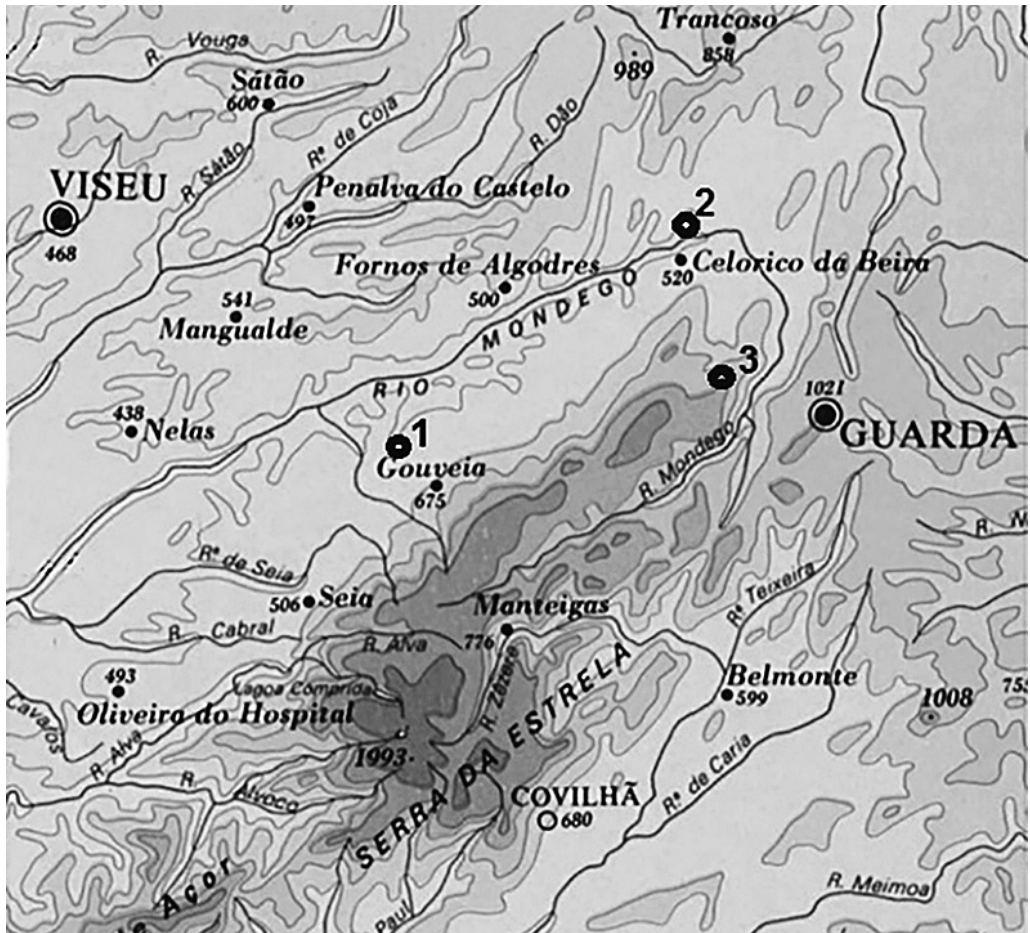 Trancoso
858
989
R. Vouga
Sátão
600
Rª de Coja
R. Dão
R. Sátão
VISEU
468
Penalva do Castelo
497
2
Fornos de Algodres
500
Celorico da Beira
520
541
Mangualde
RIO MONDEGO
3
1021
GUARDA
438
Nelas
1
Gouveia
675
R. Mondego
Rª de Seia
506
Seia
Manteigas
776
Rª Teixeira
R. Cabral
R. Alva
R. Zêzere
Belmonte
599
493
Oliveira do Hospital
Lagoa Comprida
1008
R. Alva
1993
SERRA DA ESTRELA
R. Alvoco
COVILHÃ
680
Rª de Caria
Açor
Paul
R. Meimoa